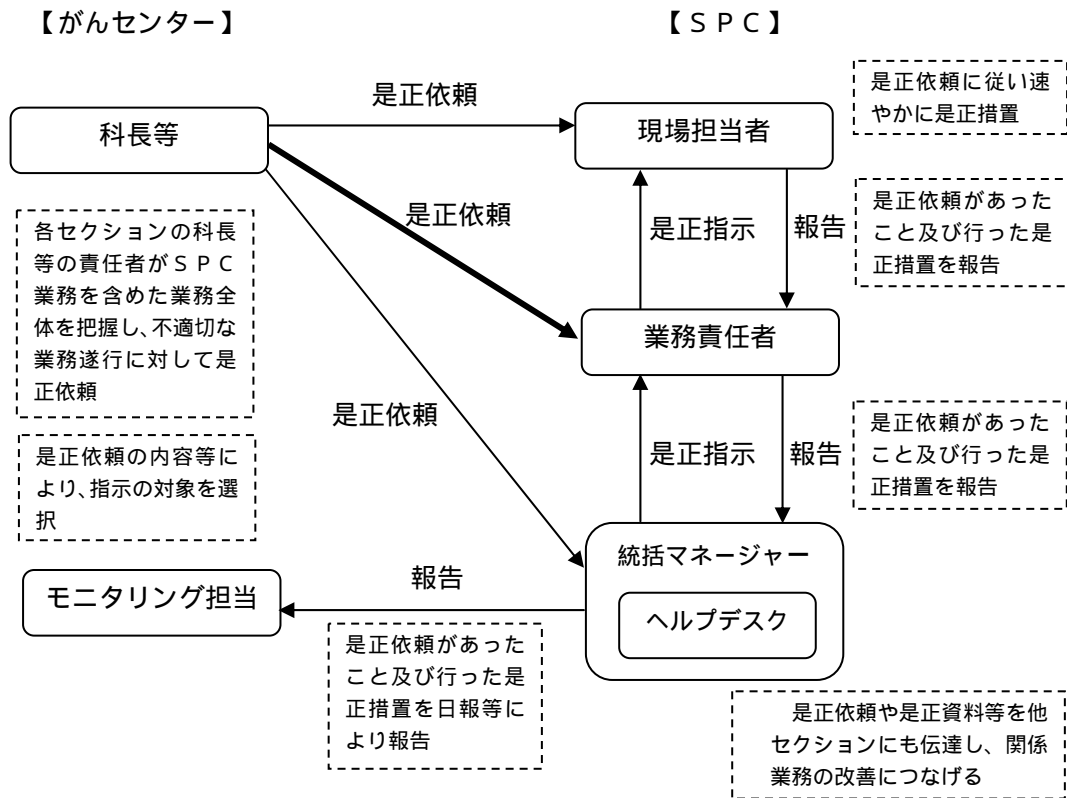 【がんセンター】
【ＳＰＣ】
是正依頼
科長等
現場担当者
是正依頼に従い速
やかに是正措置
是正依頼
是正指示
報告
是正依頼があった
こと及び行った是
正措置を報告
各セクションの科長
等の責任者がＳＰＣ
業務を含めた業務全
体を把握し、不適切な
業務遂行に対して是
正依頼
業務責任者
是正依頼
是正指示
報告
是正依頼があった
こと及び行った是
正措置を報告
是正依頼の内容等に
より、指示の対象を選
択
統括マネージャー
ヘルプデスク
報告
モニタリング担当
是正依頼があった
こと及び行った是
正措置を日報等に
より報告
是正依頼や是正資料等を他
セクションにも伝達し、関係
業務の改善につなげる